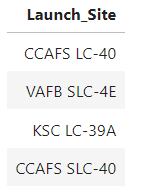 Launch_Site
CCAFS LC-40
VAFB SLC-4E
KSC LC-39A
CCAFS SLC-40